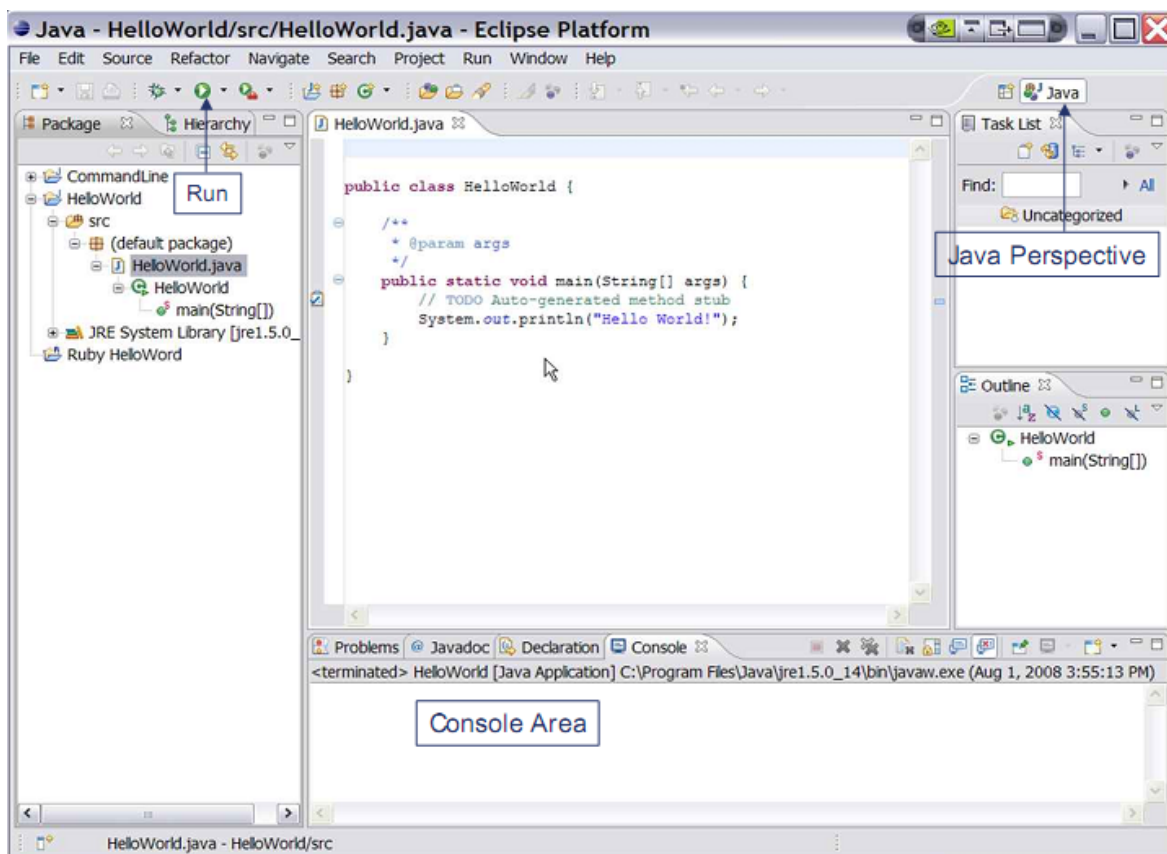 Java - HelloWorld/src/HelloWorld.java - Eclipse Platform
File Edit Source Refactor Navigate Search Project Run Window Help
Java
Package Hierarchy
HelloWorld.java
Task List
CommandLine
HelloWorld
src
(default package)
HelloWorld.java
HelloWorld
main(String[])
JRE System Library [jre1.5.0_
Ruby HelloWord
Run
public class HelloWorld {
/**
* @param args
*/
public static void main(String[] args) {
// TODO Auto-generated method stub
System.out.println("Hello World!");
}
}
Find: All
Uncategorized
Java Perspective
Outline
HelloWorld
main(String[])
Problems Javadoc Declaration Console
<terminated> HelloWorld [Java Application] C:\Program Files\Java\jre1.5.0_14\bin\javaw.exe (Aug 1, 2008 3:55:13 PM)
Console Area
HelloWorld.java - HelloWorld/src